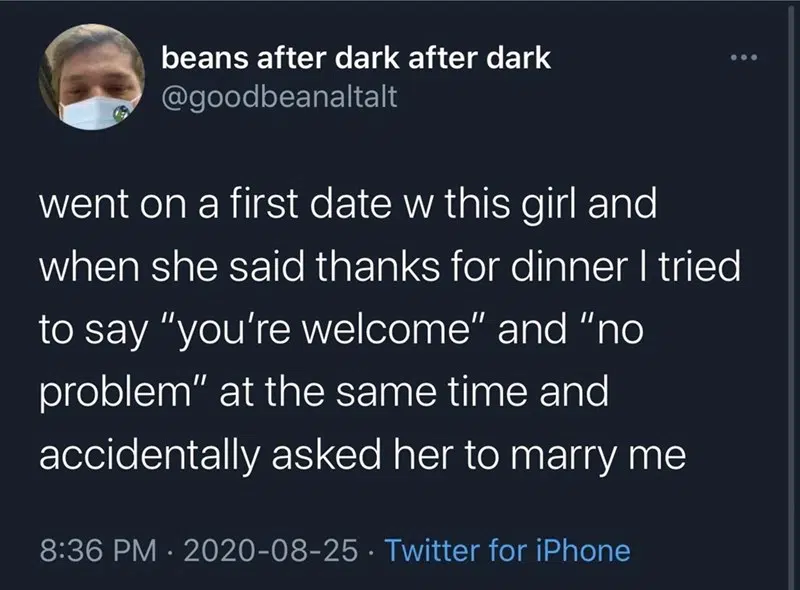 beans after dark after dark
@goodbeanaltalt
went on a first date w this girl and
when she said thanks for dinner I tried
to say “you’re welcome” and “no
problem” at the same time and
accidentally asked her to marry me
8:36 PM · 2020-08-25 · Twitter for iPhone